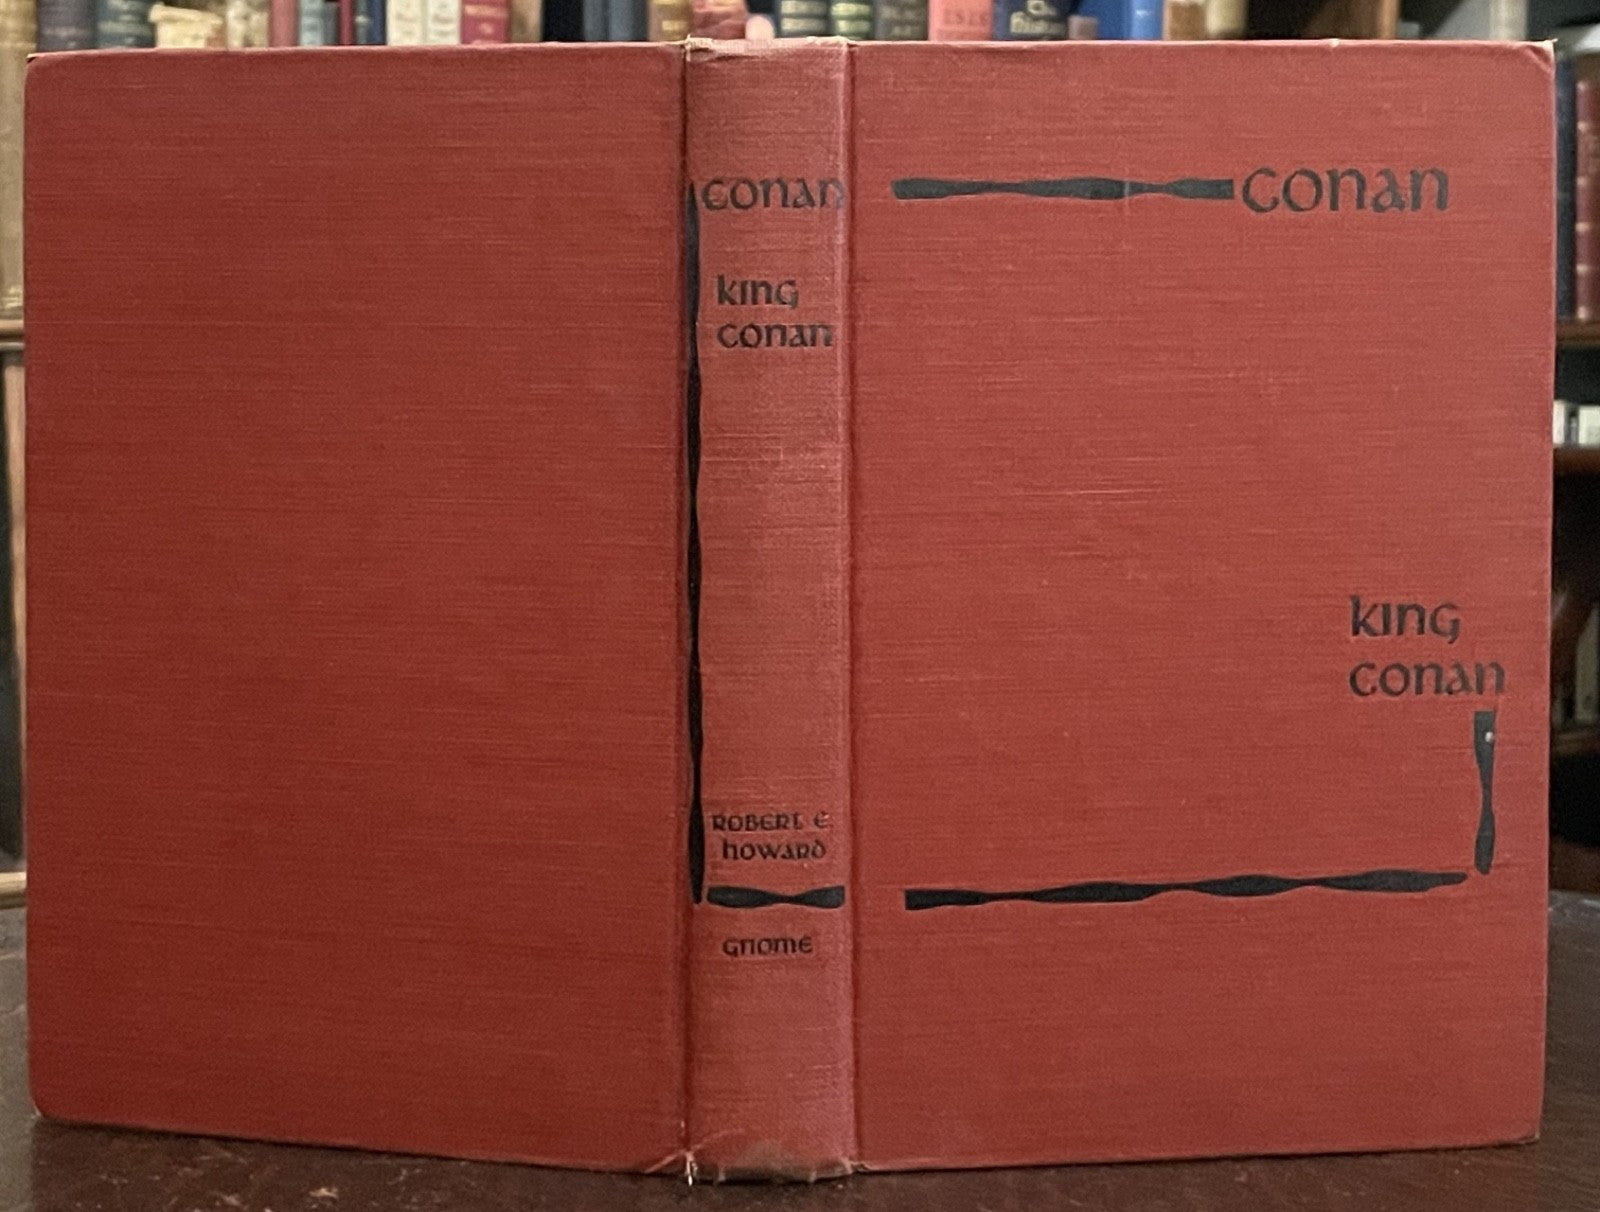 conan
king
conan
Robert E.
howard
gnome
conan
king
conan